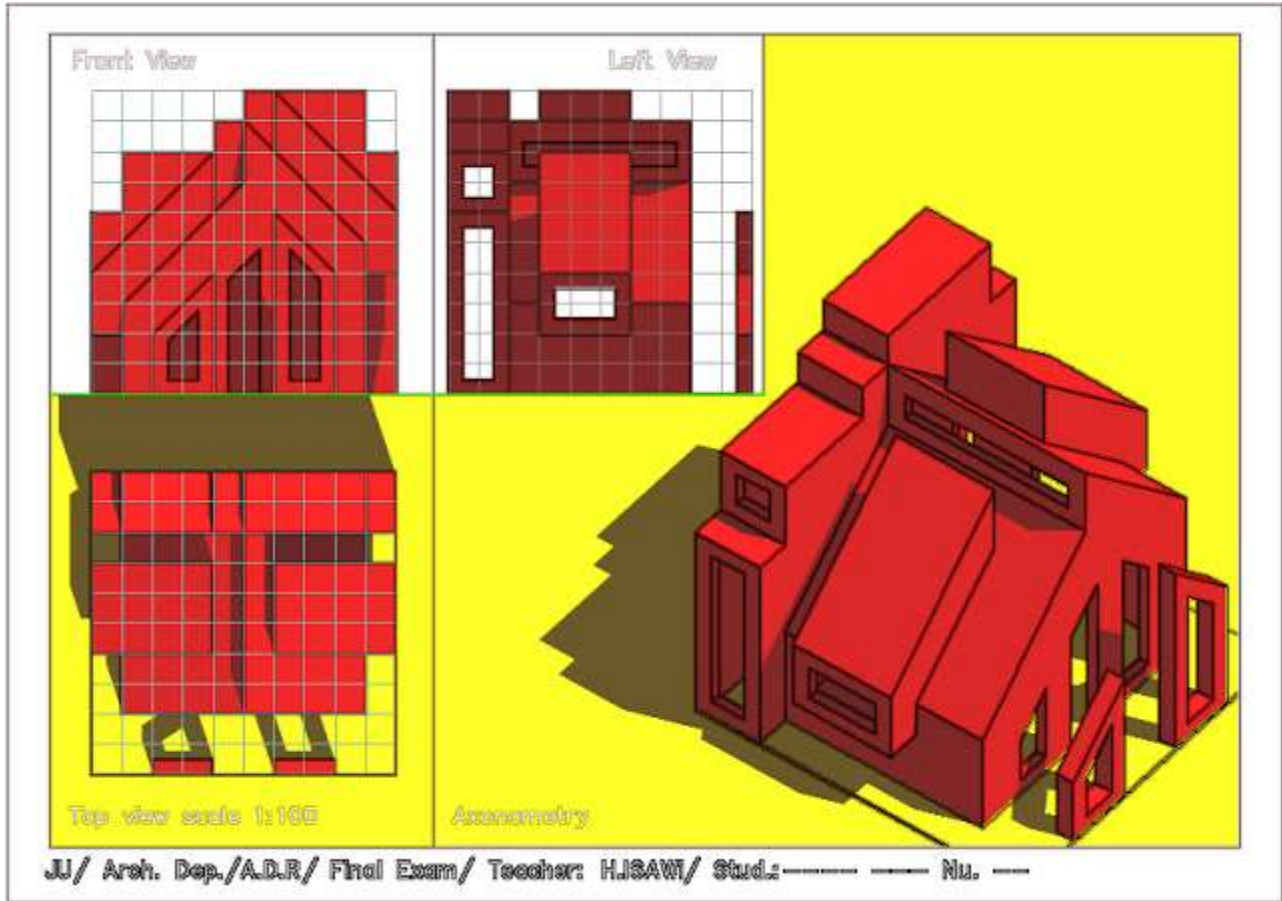 Front View
Left View
Top view scale 1:100
Axonometry
JU/ Arch. Dep./A.D.R/ Final Exam/ Teacher: H.ISAWI/ Stud.:------ ----- Nu. ---